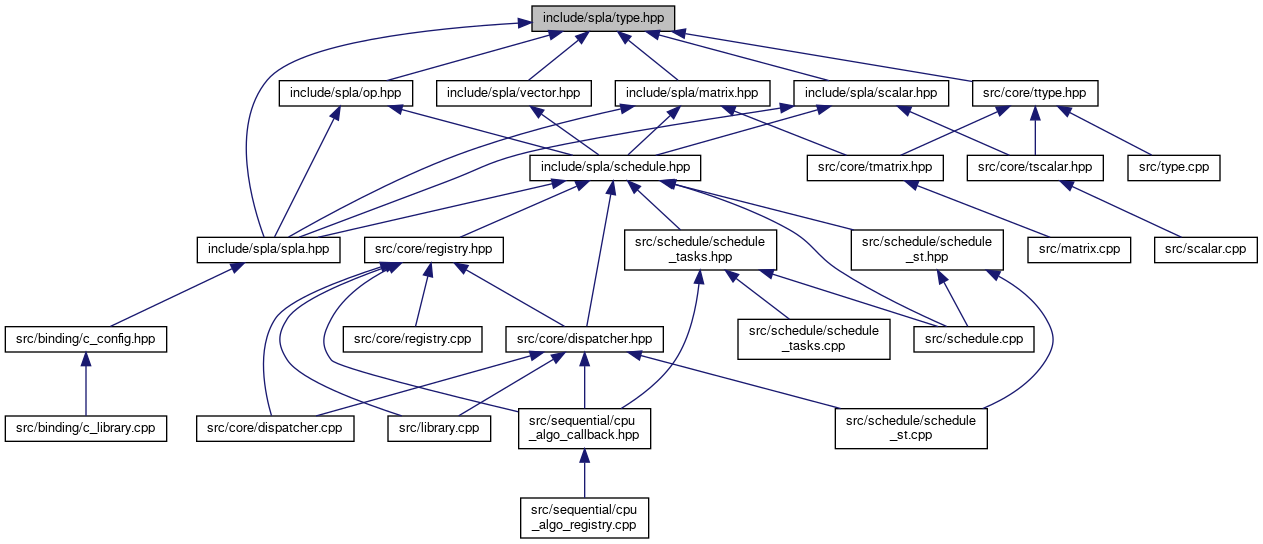 include/spla/type.hpp
include/spla/op.hpp
include/spla/vector.hpp
include/spla/matrix.hpp
include/spla/scalar.hpp
src/core/ttype.hpp
include/spla/schedule.hpp
src/core/tmatrix.hpp
src/core/tscalar.hpp
src/type.cpp
include/spla/spla.hpp
src/core/registry.hpp
src/schedule/schedule
_tasks.hpp
src/schedule/schedule
_st.hpp
src/matrix.cpp
src/scalar.cpp
src/binding/c_config.hpp
src/core/registry.cpp
src/core/dispatcher.hpp
src/schedule/schedule
_tasks.cpp
src/schedule.cpp
src/binding/c_library.cpp
src/core/dispatcher.cpp
src/library.cpp
src/sequential/cpu
_algo_callback.hpp
src/schedule/schedule
_st.cpp
src/sequential/cpu
_algo_registry.cpp